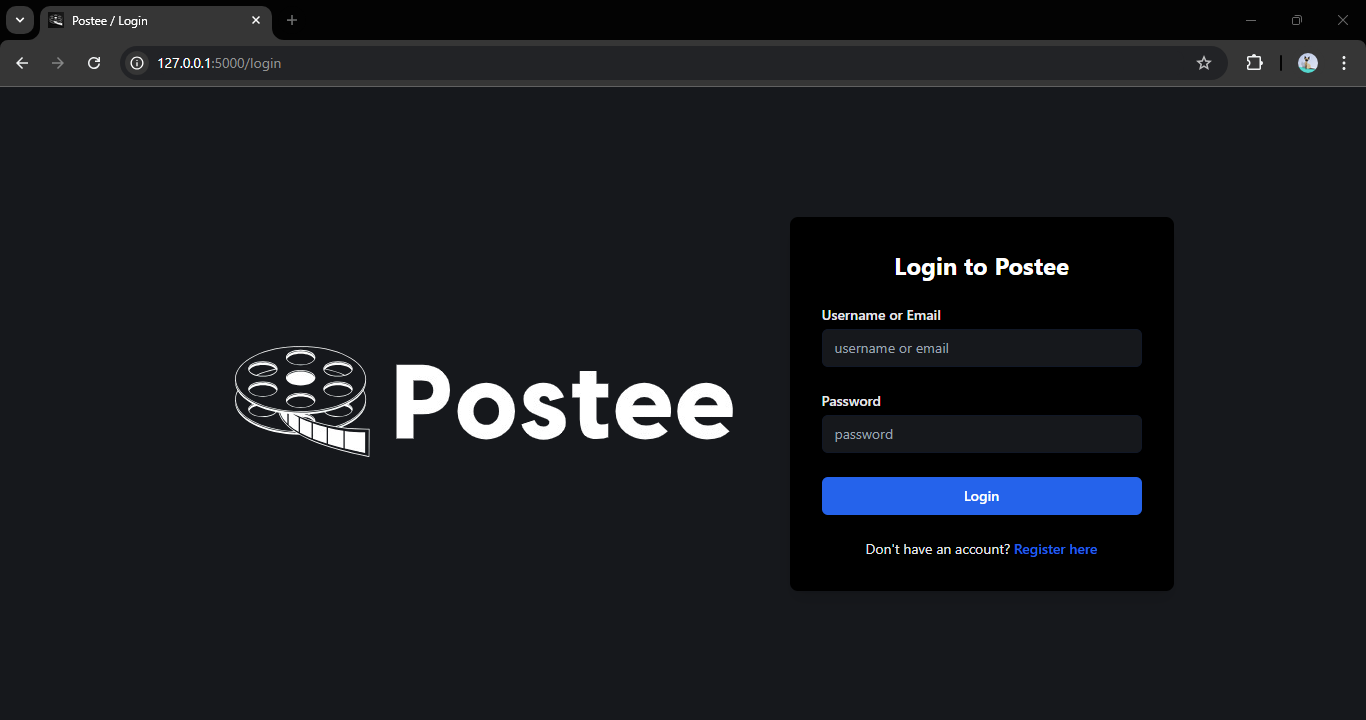 Postee / Login
127.0.0.1:5000/login
Postee
Login to Postee
Username or Email
username or email
Password
password
Login
Don't have an account? Register here